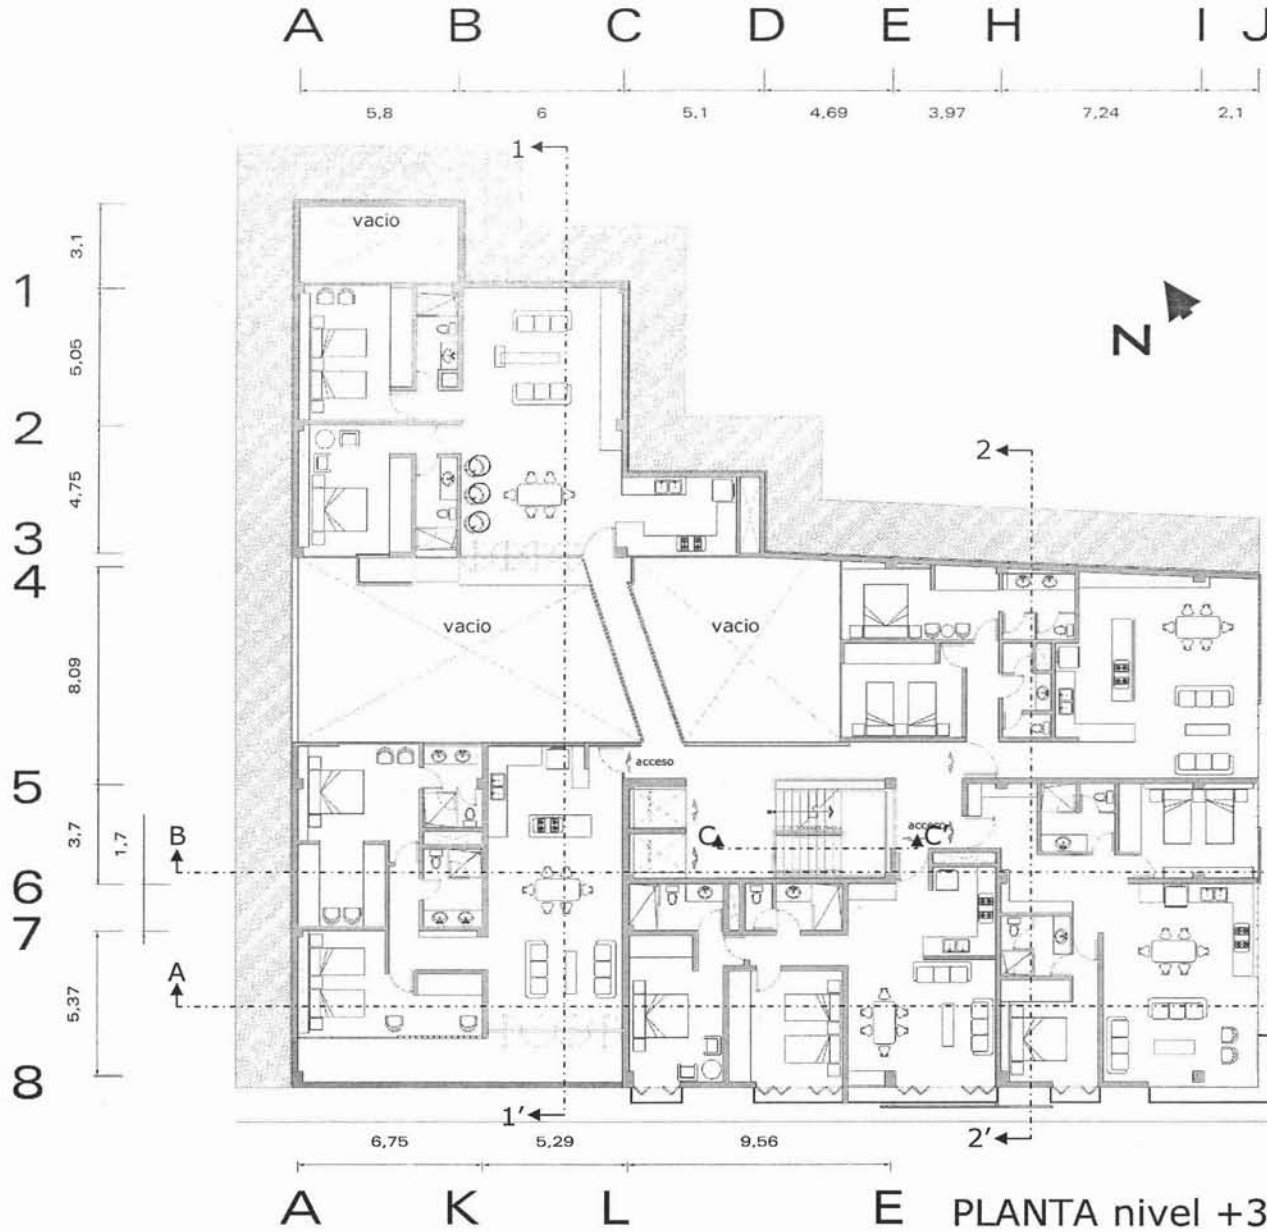 A B C D E H I J
5,8 6 5.1 4,69 3,97 7,24 2,1
1
vacio
3,1
1
N
5,05
2
2
4,75
3
4
vacio
vacio
8.09
acceso
5
B
3.7
1.7
C C'
acceso
6
7
A
5,37
8
1'
2'
6,75 5,29 9,56
A K L E
PLANTA nivel +3